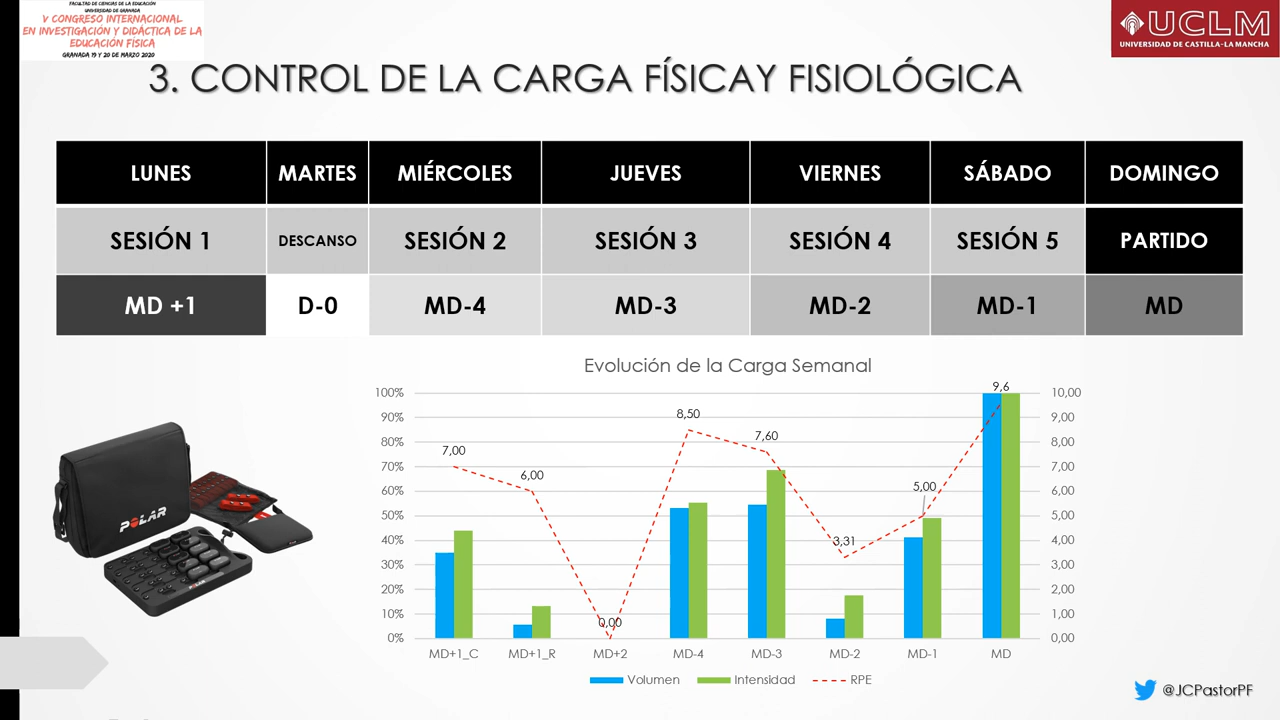 FACULTAD DE CIENCIAS DE LA EDUCACIÓN
UNIVERSIDAD DE GRANADA
V CONGRESO INTERNACIONAL
EN INVESTIGACIÓN Y DIDÁCTICA DE LA
EDUCACIÓN FÍSICA
GRANADA 19 Y 20 DE MARZO 2020
UCLM
UNIVERSIDAD DE CASTILLA-LA MANCHA
3. CONTROL DE LA CARGA FÍSICAY FISIOLÓGICA
LUNES MARTES MIÉRCOLES JUEVES VIERNES SÁBADO DOMINGO
SESIÓN 1 DESCANSO SESIÓN 2 SESIÓN 3 SESIÓN 4 SESIÓN 5 PARTIDO
MD +1 D-0 MD-4 MD-3 MD-2 MD-1 MD
Evolución de la Carga Semanal
100% 9,6 10,00
90% 8,50 9,00
80% 7,60 8,00
70% 7,00 7,00
60% 6,00 5,00 6,00
50% 5,00
40% 3,31 4,00
30% 3,00
20% 2,00
10% 0,00 1,00
0% 0,00
MD+1_C MD+1_R MD+2 MD-4 MD-3 MD-2 MD-1 MD
Volumen Intensidad RPE
POLAR
POLAR
@JCPastorPF